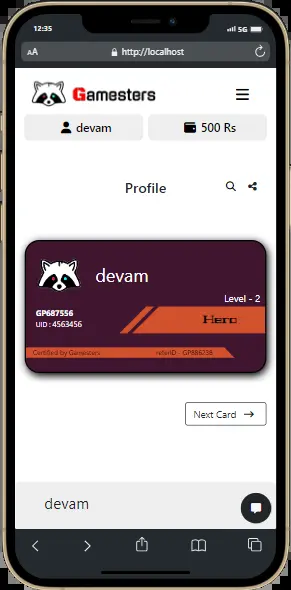 12:35
5G
AA
http://localhost
Gamesters
devam
500 Rs
Profile
devam
Level - 2
GP687556
UID : 4563456
Hero
Certified by Gamesters
referID - GP886736
Next Card →
devam